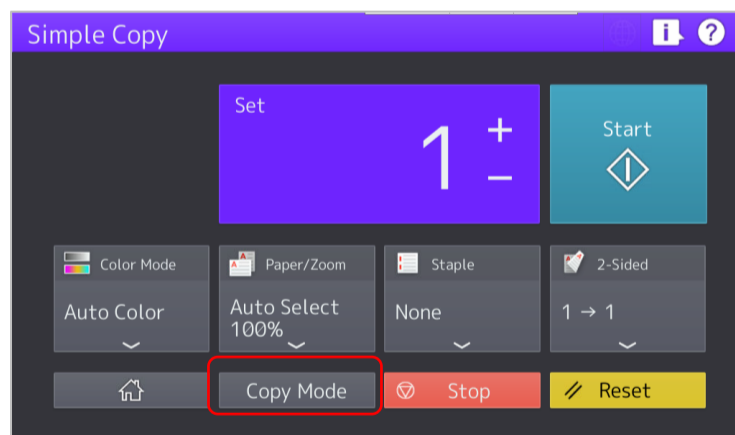 Simple Copy
Set
1
Start
Color Mode
Auto Color
Paper/Zoom
Auto Select
100%
Staple
None
2-Sided
1 → 1
Copy Mode
Stop
Reset